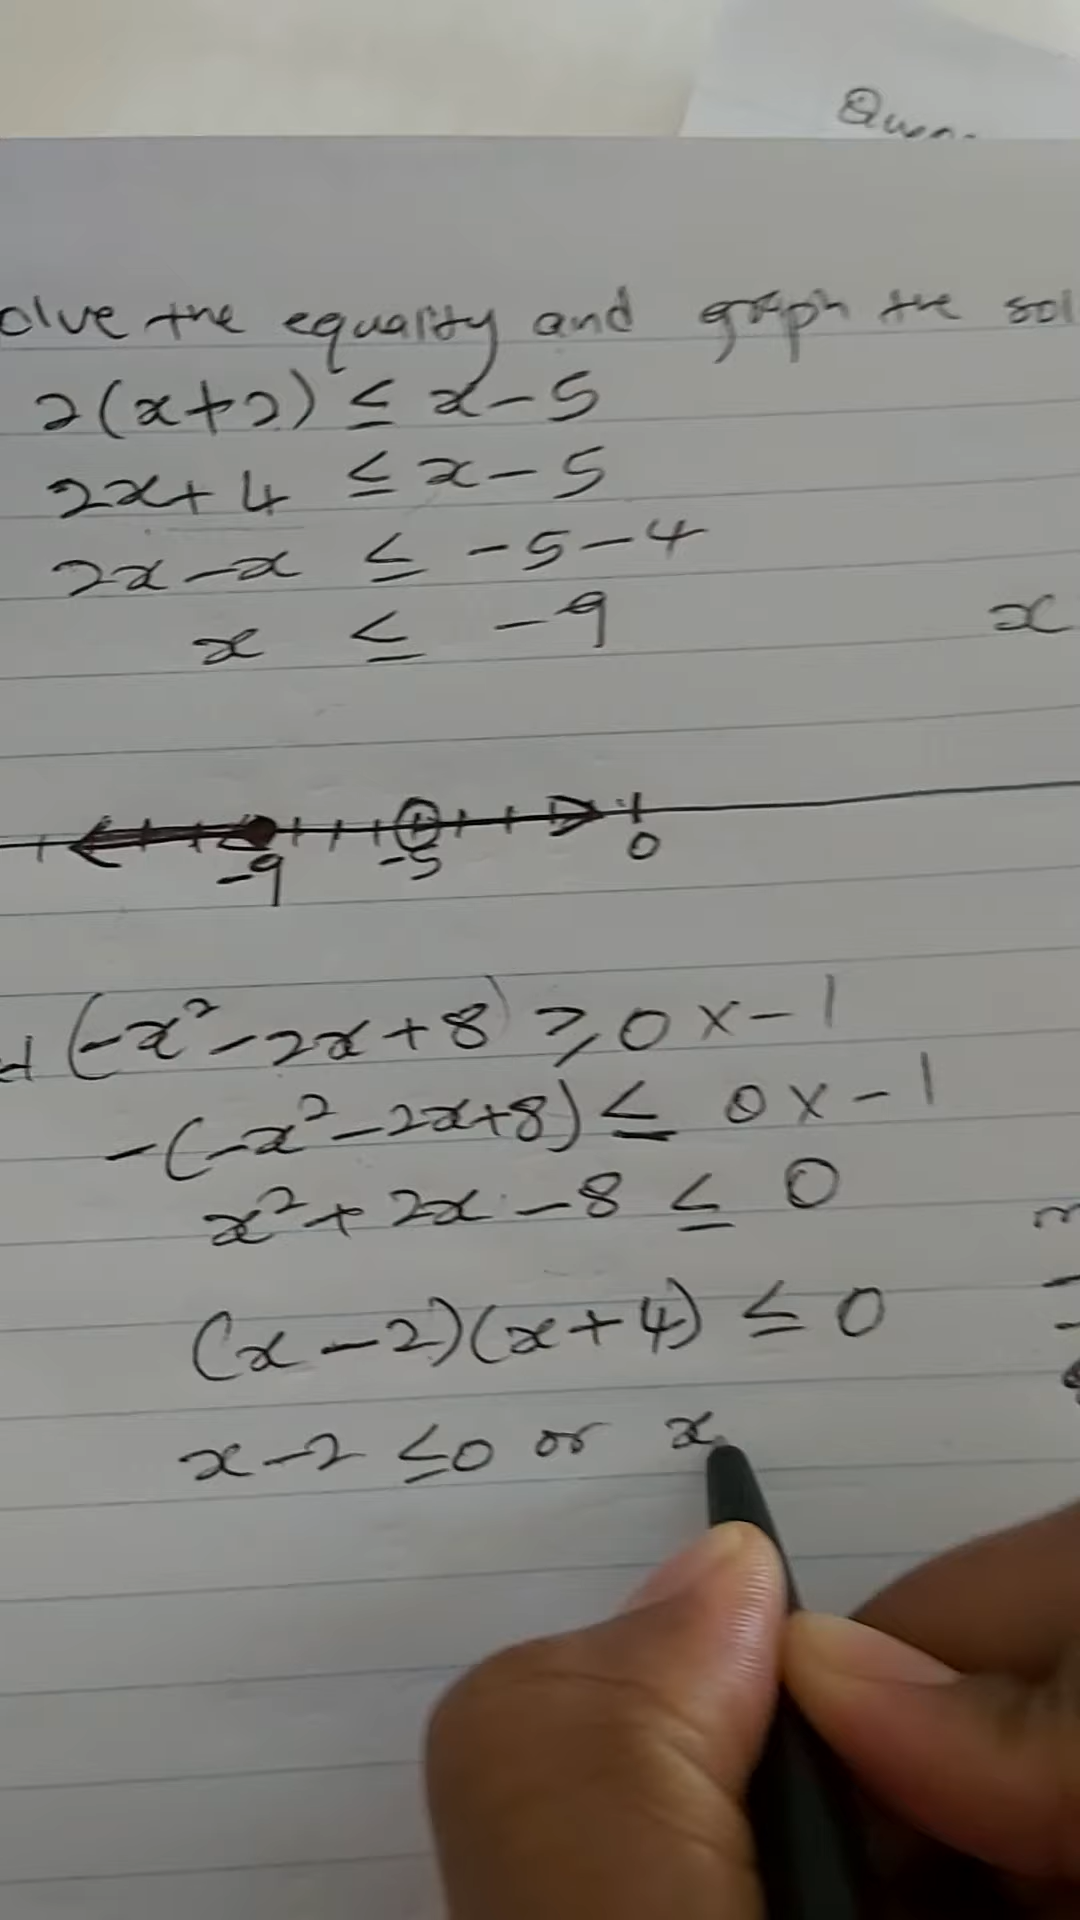 olve the equality and graph the sol
2(x+2) ≤ x-5
2x+4 ≤ x-5
2x-x ≤ -5-4
x ≤ -9
x
-9 -5 0
(-x²-2x+8) ≥ 0 x -1
-(-x²-2x+8) ≤ 0 x -1
x²+2x-8 ≤ 0
(x-2)(x+4) ≤ 0
x-2 ≤0 or x